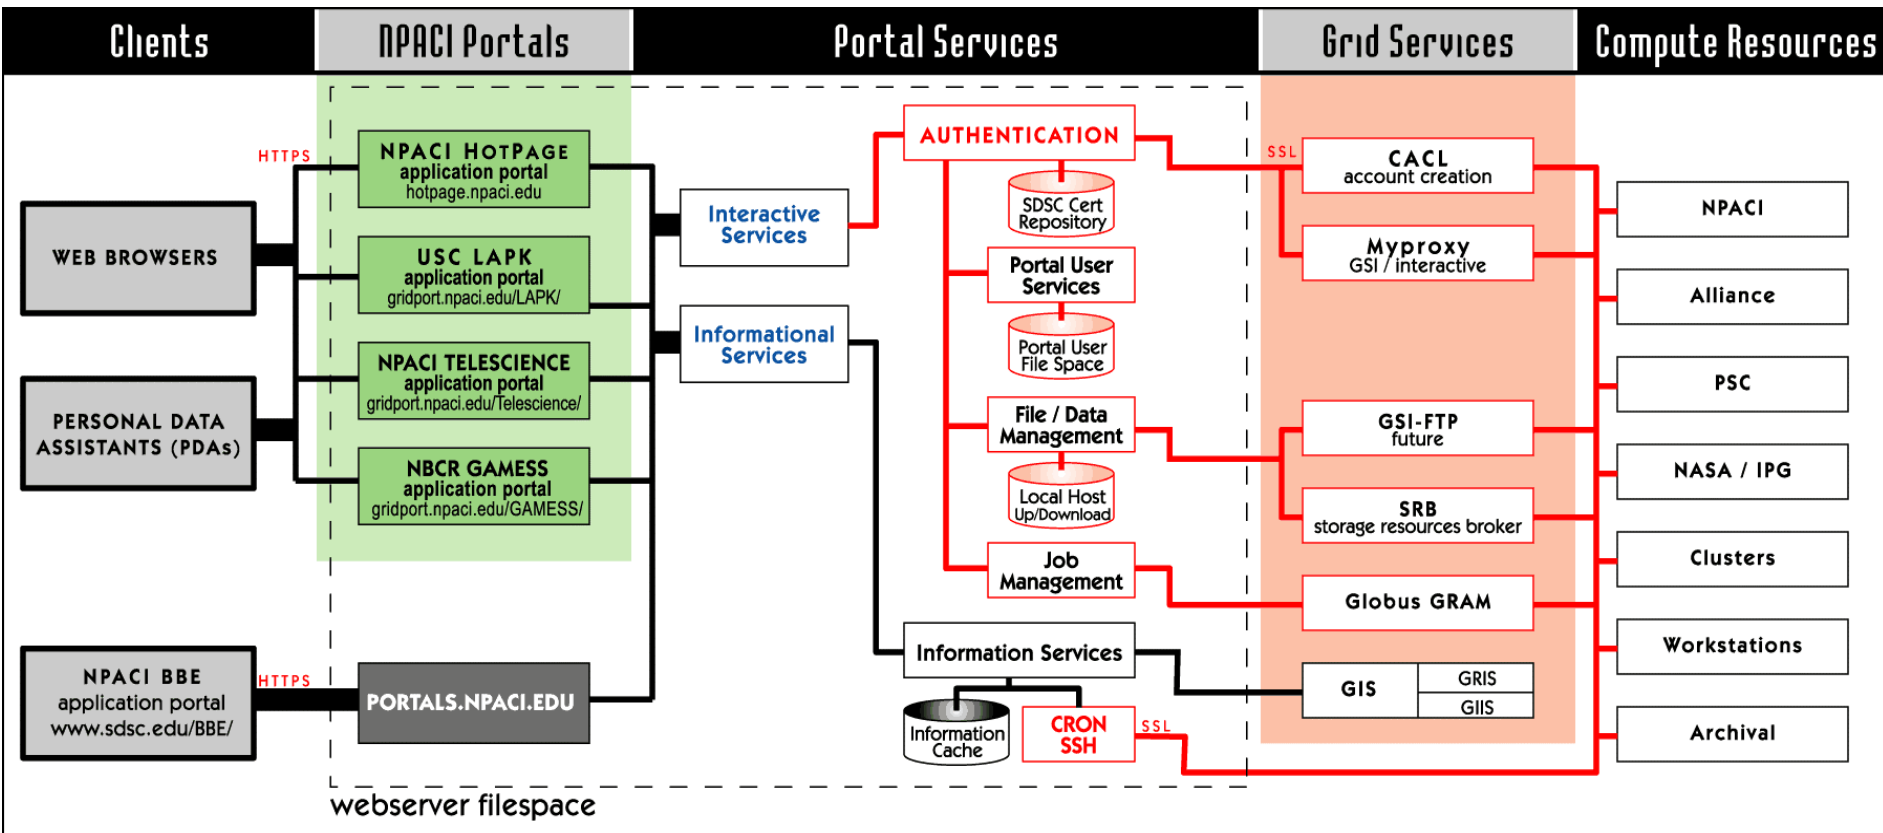 Clients
NPACI Portals
Portal Services
Grid Services
Compute Resources
HTTPS
WEB BROWSERS
PERSONAL DATA
ASSISTANTS (PDAs)
NPACI BBE
application portal
www.sdsc.edu/BBE/
HTTPS
NPACI HOTPAGE
application portal
hotpage.npaci.edu
USC LAPK
application portal
gridport.npaci.edu/LAPK/
NPACI TELESCIENCE
application portal
gridport.npaci.edu/Telescience/
NBCR GAMESS
application portal
gridport.npaci.edu/GAMESS/
PORTALS.NPACI.EDU
webserver filespace
Interactive
Services
Informational
Services
AUTHENTICATION
SDSC Cert
Repository
Portal User
Services
Portal User
File Space
File / Data
Management
Local Host
Up/Download
Job
Management
Information Services
Information
Cache
CRON
SSH
SSL
SSL
CACL
account creation
Myproxy
GSI / interactive
GSI-FTP
future
SRB
storage resources broker
Globus GRAM
GIS
GRIS
GIIS
NPACI
Alliance
PSC
NASA / IPG
Clusters
Workstations
Archival